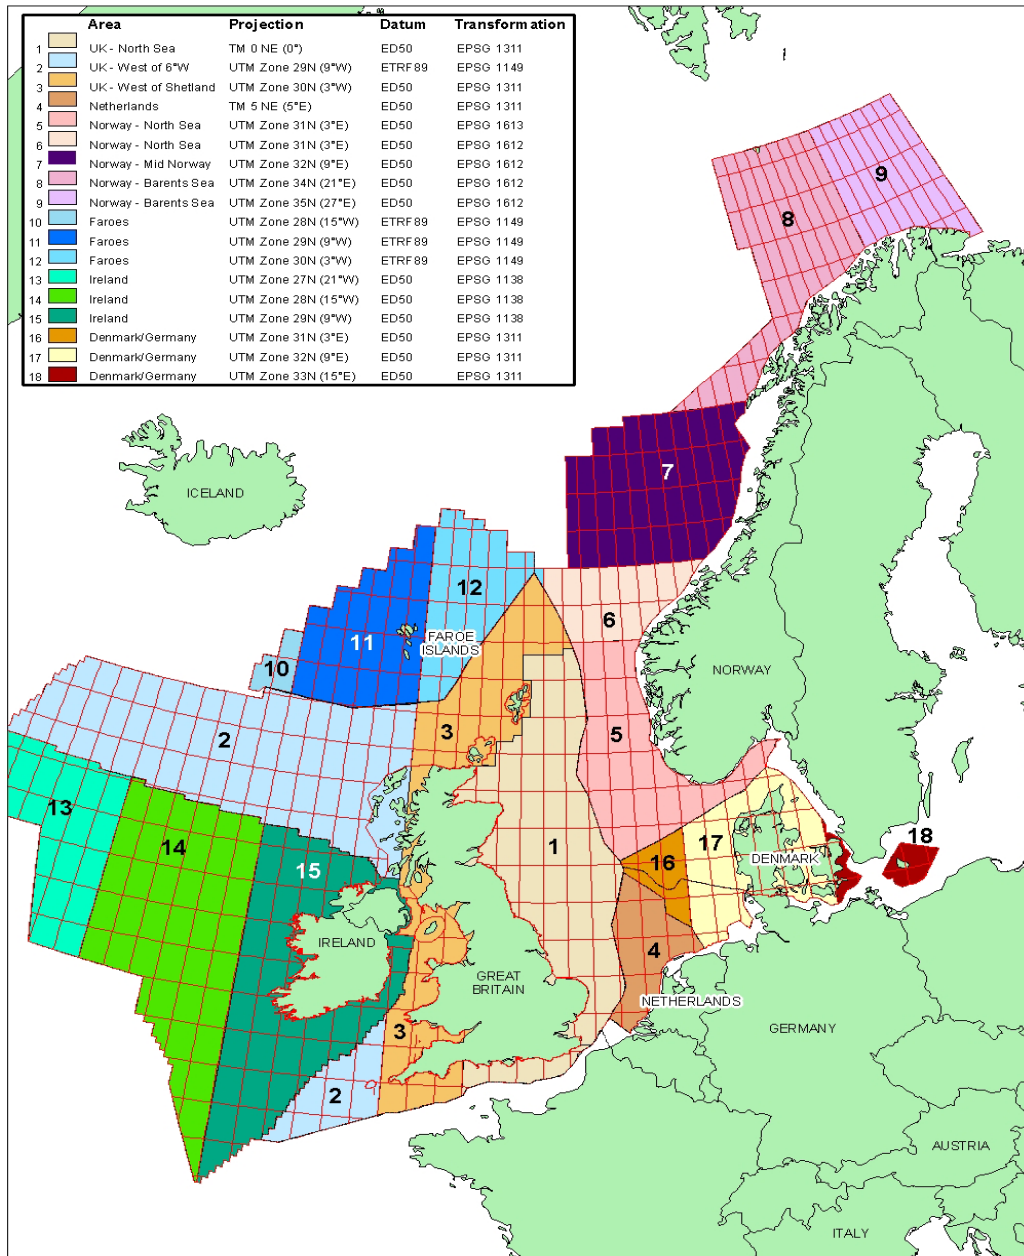 Area Projection Datum Transformation
1 UK - North Sea TM 0 NE (0°) ED50 EPSG 1311
2 UK - West of 6°W UTM Zone 29N (9°W) ETRF89 EPSG 1149
3 UK - West of Shetland UTM Zone 30N (3°W) ED50 EPSG 1311
4 Netherlands TM 5 NE (5°E) ED50 EPSG 1311
5 Norway - North Sea UTM Zone 31N (3°E) ED50 EPSG 1613
6 Norway - North Sea UTM Zone 31N (3°E) ED50 EPSG 1612
7 Norway - Mid Norway UTM Zone 32N (9°E) ED50 EPSG 1612
8 Norway - Barents Sea UTM Zone 34N (21°E) ED50 EPSG 1612
9 Norway - Barents Sea UTM Zone 35N (27°E) ED50 EPSG 1612
10 Faroes UTM Zone 28N (15°W) ETRF89 EPSG 1149
11 Faroes UTM Zone 29N (9°W) ETRF89 EPSG 1149
12 Faroes UTM Zone 30N (3°W) ETRF89 EPSG 1149
13 Ireland UTM Zone 27N (21°W) ED50 EPSG 1138
14 Ireland UTM Zone 28N (15°W) ED50 EPSG 1138
15 Ireland UTM Zone 29N (9°W) ED50 EPSG 1138
16 Denmark/Germany UTM Zone 31N (3°E) ED50 EPSG 1311
17 Denmark/Germany UTM Zone 32N (9°E) ED50 EPSG 1311
18 Denmark/Germany UTM Zone 33N (15°E) ED50 EPSG 1311
9
8
7
ICELAND
12
6
11
FAROE
ISLANDS
10
NORWAY
3
5
2
13
18
1
14
17
16
DENMARK
15
IRELAND
4
GREAT
BRITAIN
NETHERLANDS
3
GERMANY
2
AUSTRIA
ITALY